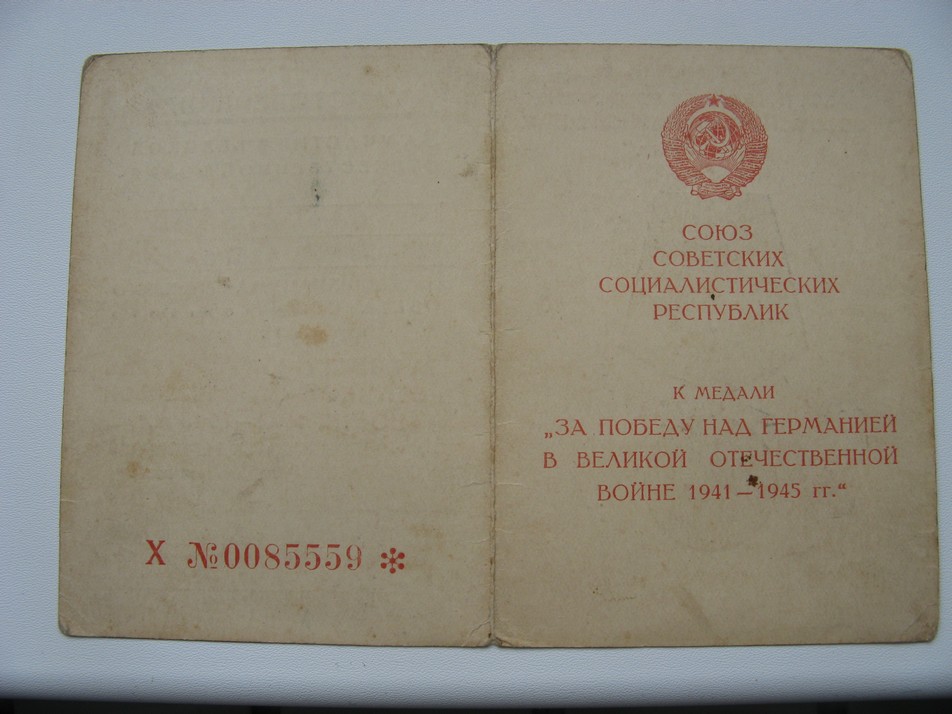 Х №0085559
СОЮЗ
СОВЕТСКИХ
СОЦИАЛИСТИЧЕСКИХ
РЕСПУБЛИК
К МЕДАЛИ
„ЗА ПОБЕДУ НАД ГЕРМАНИЕЙ
В ВЕЛИКОЙ ОТЕЧЕСТВЕННОЙ
ВОЙНЕ 1941—1945 гг.“